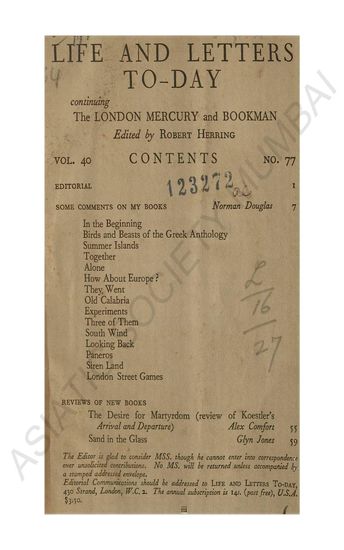 LIFE AND LETTERS
TO-DAY
continuing
The LONDON MERCURY and BOOKMAN
Edited by ROBERT HERRING
VOL. 40 CONTENTS NO. 77
123272
EDITORIAL 1
SOME COMMENTS ON MY BOOKS Norman Douglas 7
In the Beginning
Birds and Beasts of the Greek Anthology
Summer Islands
Together
Alone
How About Europe?
They Went
Old Calabria
Experiments
Three of Them
South Wind
Looking Back
Paneros
Siren Land
London Street Games
REVIEWS OF NEW BOOKS
The Desire for Martyrdom (review of Koestler's
Arrival and Departure) Alex Comfort 55
Sand in the Glass Glyn Jones 59
The Editor is glad to consider MSS. though he cannot enter into correspondence
over unsolicited contributions. No MS. will be returned unless accompanied by
a stamped addressed envelope.
Editorial Communications should be addressed to LIFE AND LETTERS TO-DAY,
430 Strand, London, W.C. 2. The annual subscription is 14s. (post free), U.S.A.
$3.50.
iii
L
16
27
ASIATIC SOCIETY MUMBAI